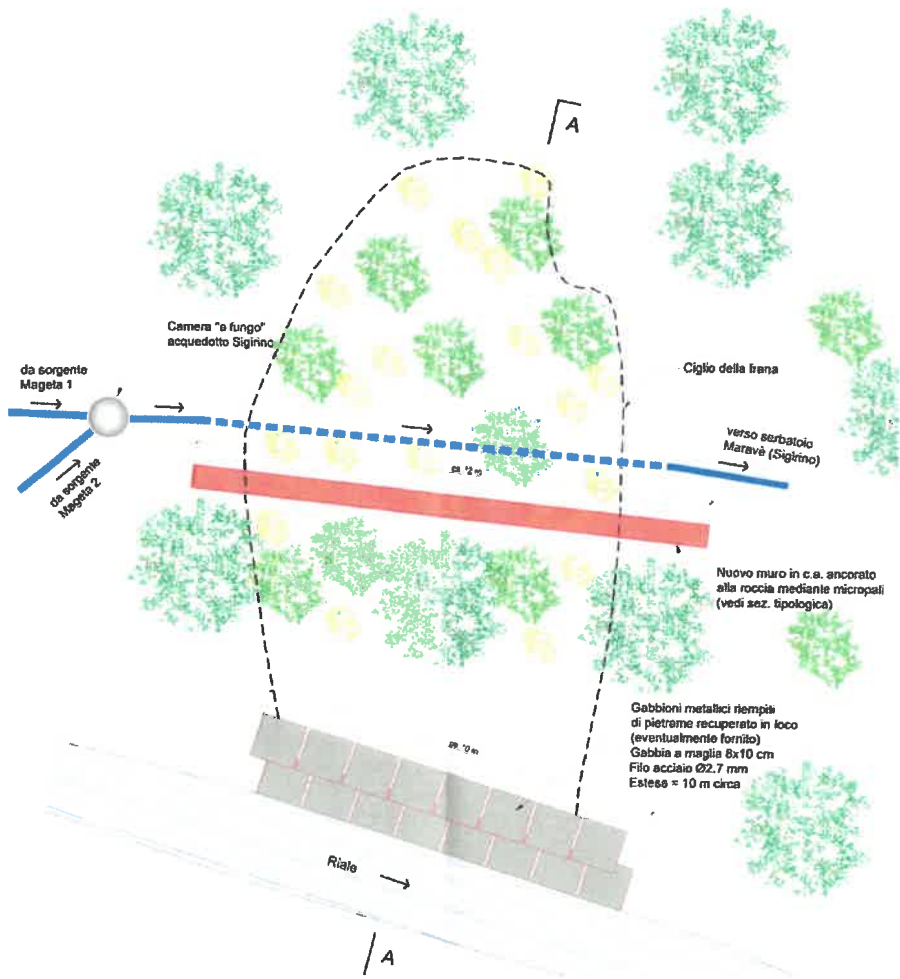 A
Camera "a fungo"
acquedotto Sigirino
Ciglio della frana
da sorgente
Mageta 1
verso serbatoio
Maravè (Sigirino)
da sorgente
Mageta 2
Nuovo muro in c.a. ancorato
alla roccia mediante micropali
(vedi sez. tipologica)
Gabbioni metallici riempiti
di pietrame recuperato in loco
(eventualmente fornito)
Gabbia a maglia 8x10 cm
Filo acciaio Ø2.7 mm
Estesa = 10 m circa
Riale
A